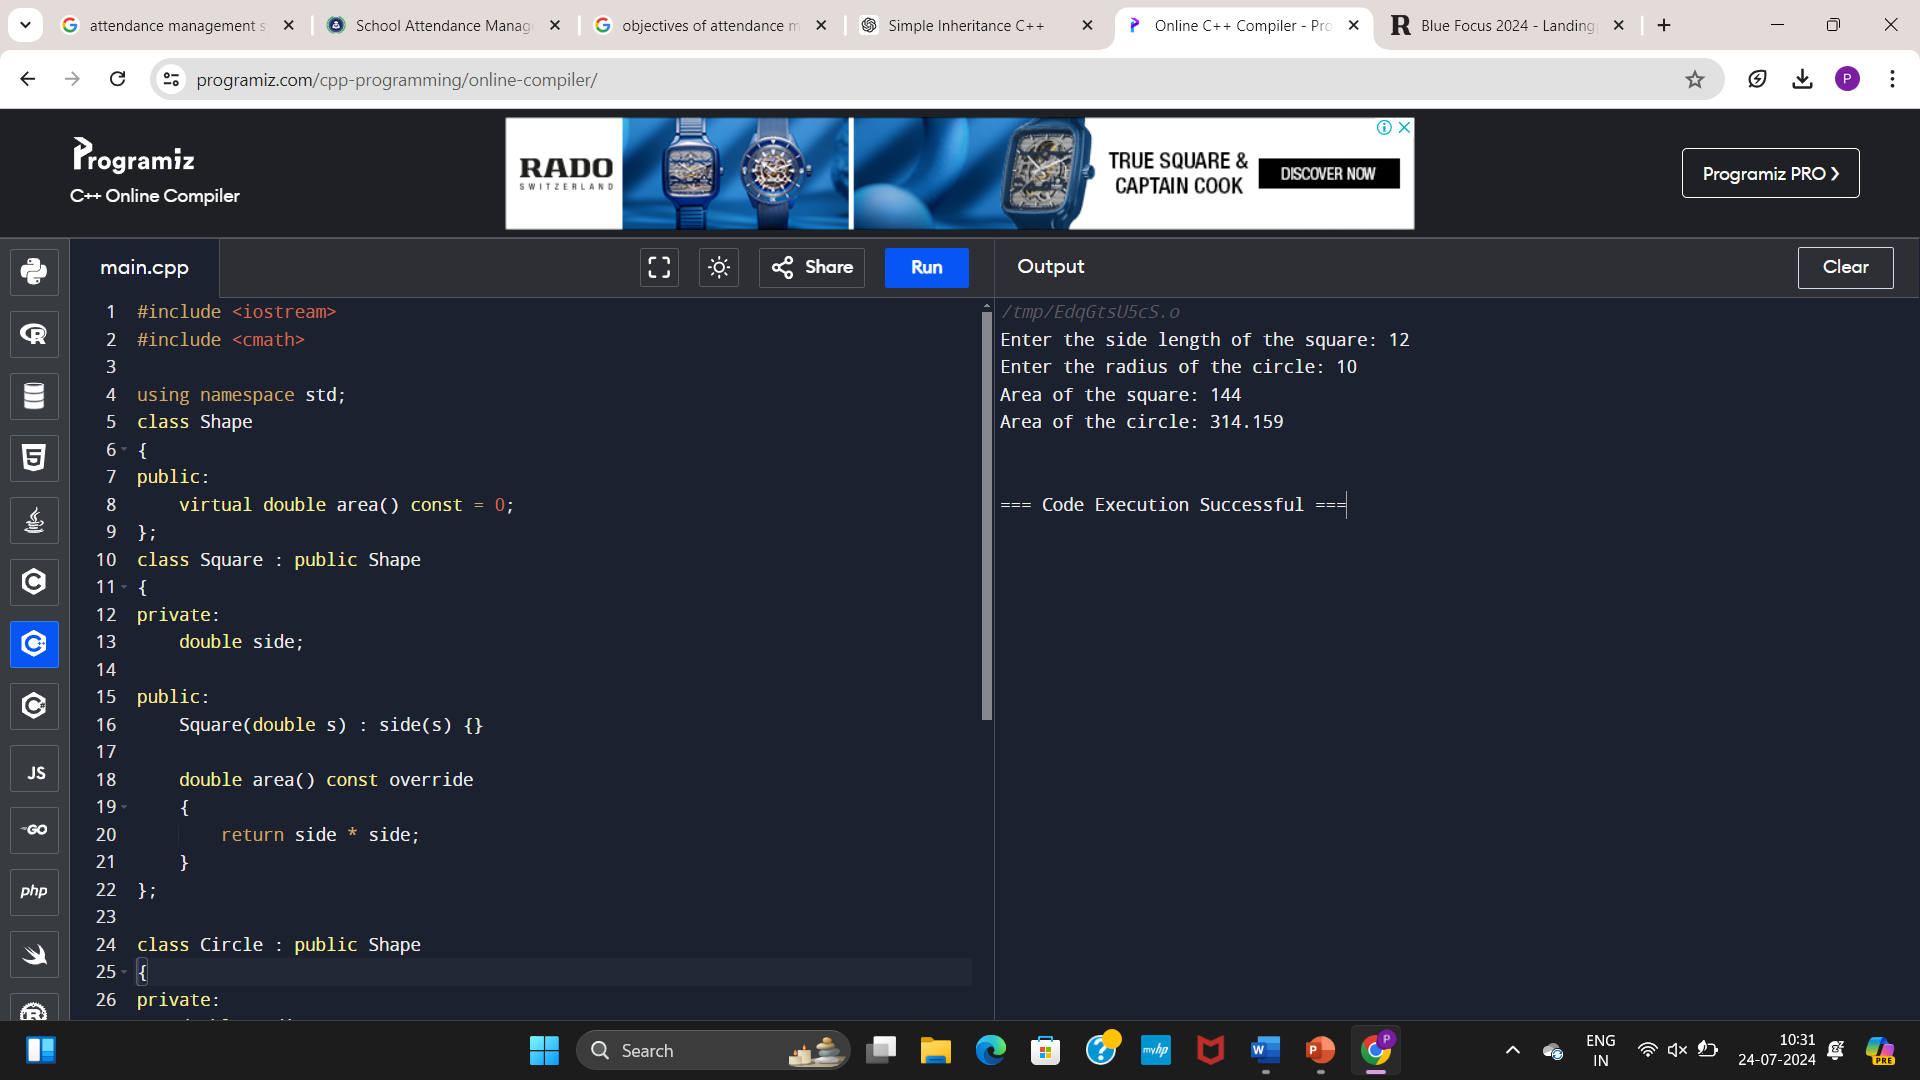 attendance management s
School Attendance Manag
objectives of attendance m
Simple Inheritance C++
Online C++ Compiler - Pro
Blue Focus 2024 - Landing
programiz.com/cpp-programming/online-compiler/
P
Programiz
C++ Online Compiler
RADO
SWITZERLAND
TRUE SQUARE &
CAPTAIN COOK
DISCOVER NOW
Programiz PRO
main.cpp
Share
Run
Output
Clear
1 #include <iostream>
2 #include <cmath>
3
4 using namespace std;
5 class Shape
6 {
7 public:
8 virtual double area() const = 0;
9 };
10 class Square : public Shape
11 {
12 private:
13 double side;
14
15 public:
16 Square(double s) : side(s) {}
17
18 double area() const override
19 {
20 return side * side;
21 }
22 };
23
24 class Circle : public Shape
25 {
26 private:
/tmp/EdqGtsU5cS.o
Enter the side length of the square: 12
Enter the radius of the circle: 10
Area of the square: 144
Area of the circle: 314.159
=== Code Execution Successful ===
JS
GO
php
Search
myhp
W
P
P
ENG
IN
10:31
24-07-2024
PRE